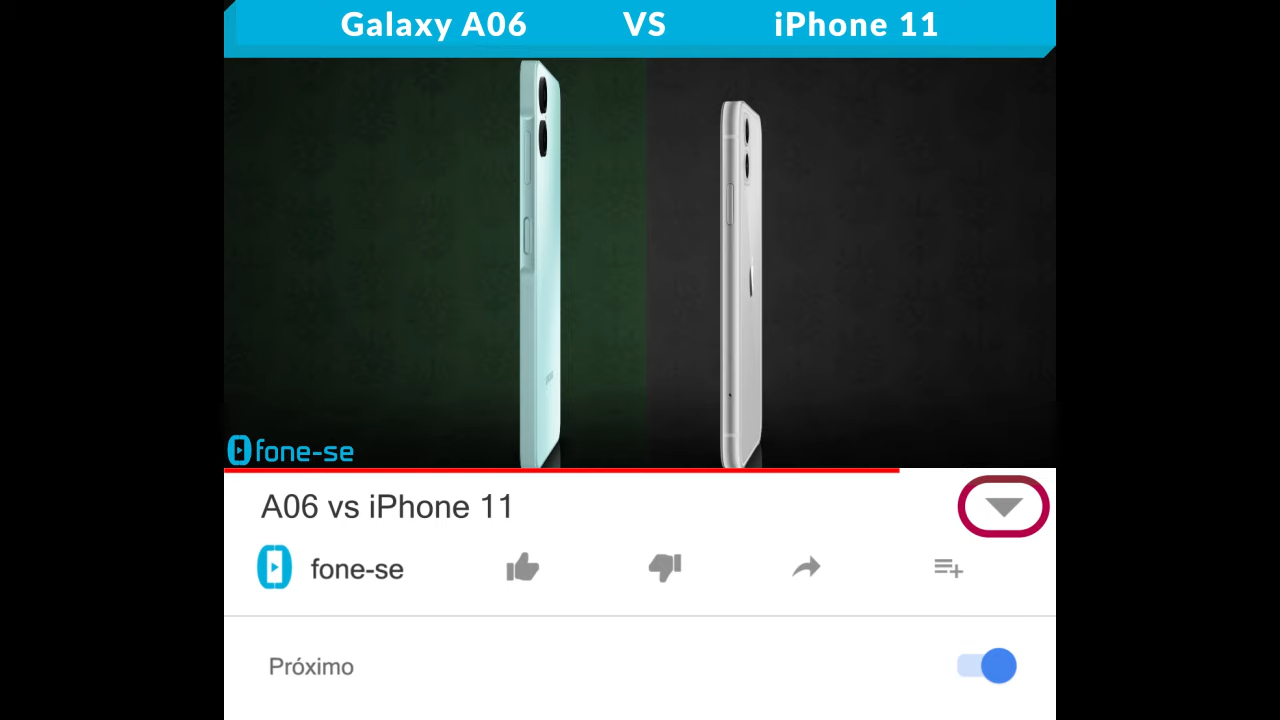 Galaxy A06 VS iPhone 11
fone-se
A06 vs iPhone 11
fone-se
Próximo